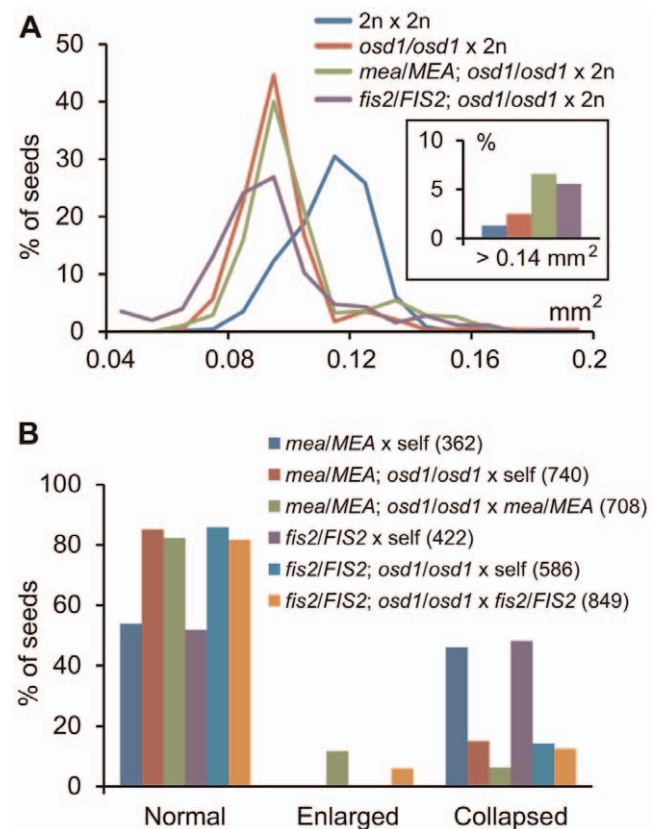 A
2n x 2n
osd1/osd1 x 2n
mea/MEA; osd1/osd1 x 2n
fis2/FIS2; osd1/osd1 x 2n
% of seeds
50
40
30
20
10
0
0.04
0.08
0.12
0.16
0.2
mm²
%
10
5
0
> 0.14 mm²
B
mea/MEA x self (362)
mea/MEA; osd1/osd1 x self (740)
mea/MEA; osd1/osd1 x mea/MEA (708)
fis2/FIS2 x self (422)
fis2/FIS2; osd1/osd1 x self (586)
fis2/FIS2; osd1/osd1 x fis2/FIS2 (849)
% of seeds
100
80
60
40
20
0
Normal
Enlarged
Collapsed